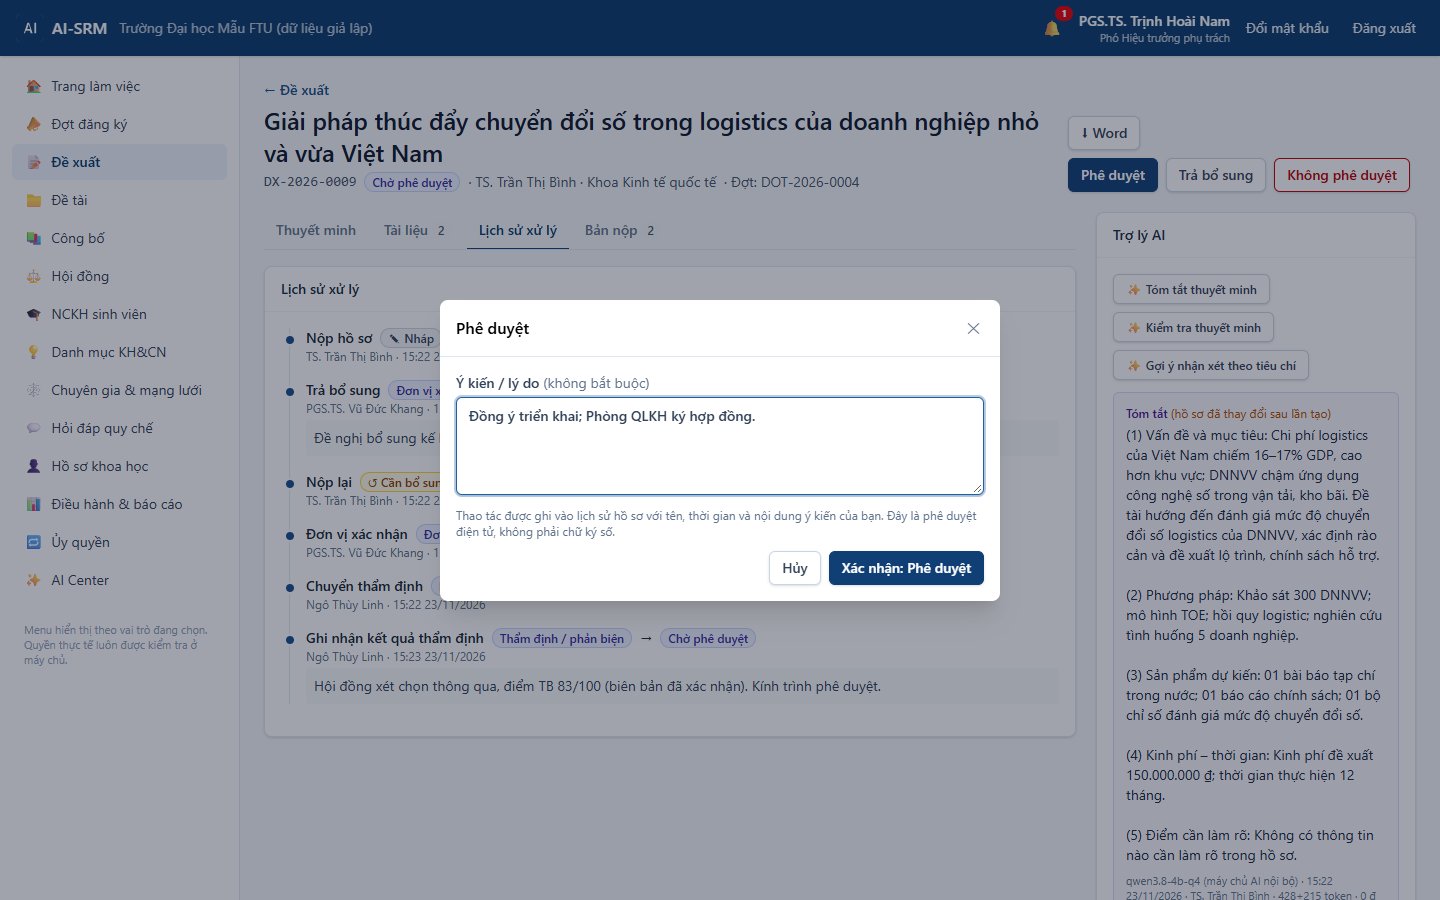 AI AI-SRM Trường Đại học Mẫu FTU (dữ liệu giả lập)
1
PGS.TS. Trịnh Hoài Nam
Phó Hiệu trưởng phụ trách
Đổi mật khẩu
Đăng xuất
Trang làm việc
Đợt đăng ký
Đề xuất
Đề tài
Công bố
Hội đồng
NCKH sinh viên
Danh mục KH&CN
Chuyên gia & mạng lưới
Hỏi đáp quy chế
Hồ sơ khoa học
Điều hành & báo cáo
Ủy quyền
AI Center
Menu hiển thị theo vai trò đang chọn.
Quyền thực tế luôn được kiểm tra ở
máy chủ.
← Đề xuất
Giải pháp thúc đẩy chuyển đổi số trong logistics của doanh nghiệp nhỏ
và vừa Việt Nam
DX-2026-0009 Chờ phê duyệt · TS. Trần Thị Bình · Khoa Kinh tế quốc tế · Đợt: DOT-2026-0004
⬇ Word
Phê duyệt
Trả bổ sung
Không phê duyệt
Thuyết minh
Tài liệu 2
Lịch sử xử lý
Bản nộp 2
Lịch sử xử lý
Nộp hồ sơ Nháp
TS. Trần Thị Bình · 15:22 2
Trả bổ sung Đơn vị x
PGS.TS. Vũ Đức Khang · 1
Đề nghị bổ sung kế
Nộp lại ↺ Cần bổ sun
TS. Trần Thị Bình · 15:22 2
Đơn vị xác nhận Đơ
PGS.TS. Vũ Đức Khang · 1
Chuyển thẩm định
Ngô Thùy Linh · 15:22 23/11/2026
Ghi nhận kết quả thẩm định Thẩm định / phản biện → Chờ phê duyệt
Ngô Thùy Linh · 15:23 23/11/2026
Hội đồng xét chọn thông qua, điểm TB 83/100 (biên bản đã xác nhận). Kính trình phê duyệt.
Phê duyệt
Ý kiến / lý do (không bắt buộc)
Đồng ý triển khai; Phòng QLKH ký hợp đồng.
Thao tác được ghi vào lịch sử hồ sơ với tên, thời gian và nội dung ý kiến của bạn. Đây là phê duyệt
điện tử, không phải chữ ký số.
Hủy
Xác nhận: Phê duyệt
Trợ lý AI
Tóm tắt thuyết minh
Kiểm tra thuyết minh
Gợi ý nhận xét theo tiêu chí
Tóm tắt (hồ sơ đã thay đổi sau lần tạo)
(1) Vấn đề và mục tiêu: Chi phí logistics
của Việt Nam chiếm 16–17% GDP, cao
hơn khu vực; DNNVV chậm ứng dụng
công nghệ số trong vận tải, kho bãi. Đề
tài hướng đến đánh giá mức độ chuyển
đổi số logistics của DNNVV, xác định rào
cản và đề xuất lộ trình, chính sách hỗ trợ.
(2) Phương pháp: Khảo sát 300 DNNVV;
mô hình TOE; hồi quy logistic; nghiên cứu
tình huống 5 doanh nghiệp.
(3) Sản phẩm dự kiến: 01 bài báo tạp chí
trong nước; 01 báo cáo chính sách; 01 bộ
chỉ số đánh giá mức độ chuyển đổi số.
(4) Kinh phí – thời gian: Kinh phí đề xuất
150.000.000 ₫; thời gian thực hiện 12
tháng.
(5) Điểm cần làm rõ: Không có thông tin
nào cần làm rõ trong hồ sơ.
qwen3.8-4b-q4 (máy chủ AI nội bộ) · 15:22
23/11/2026 · TS. Trần Thị Bình · 428+215 token · 0 ₫